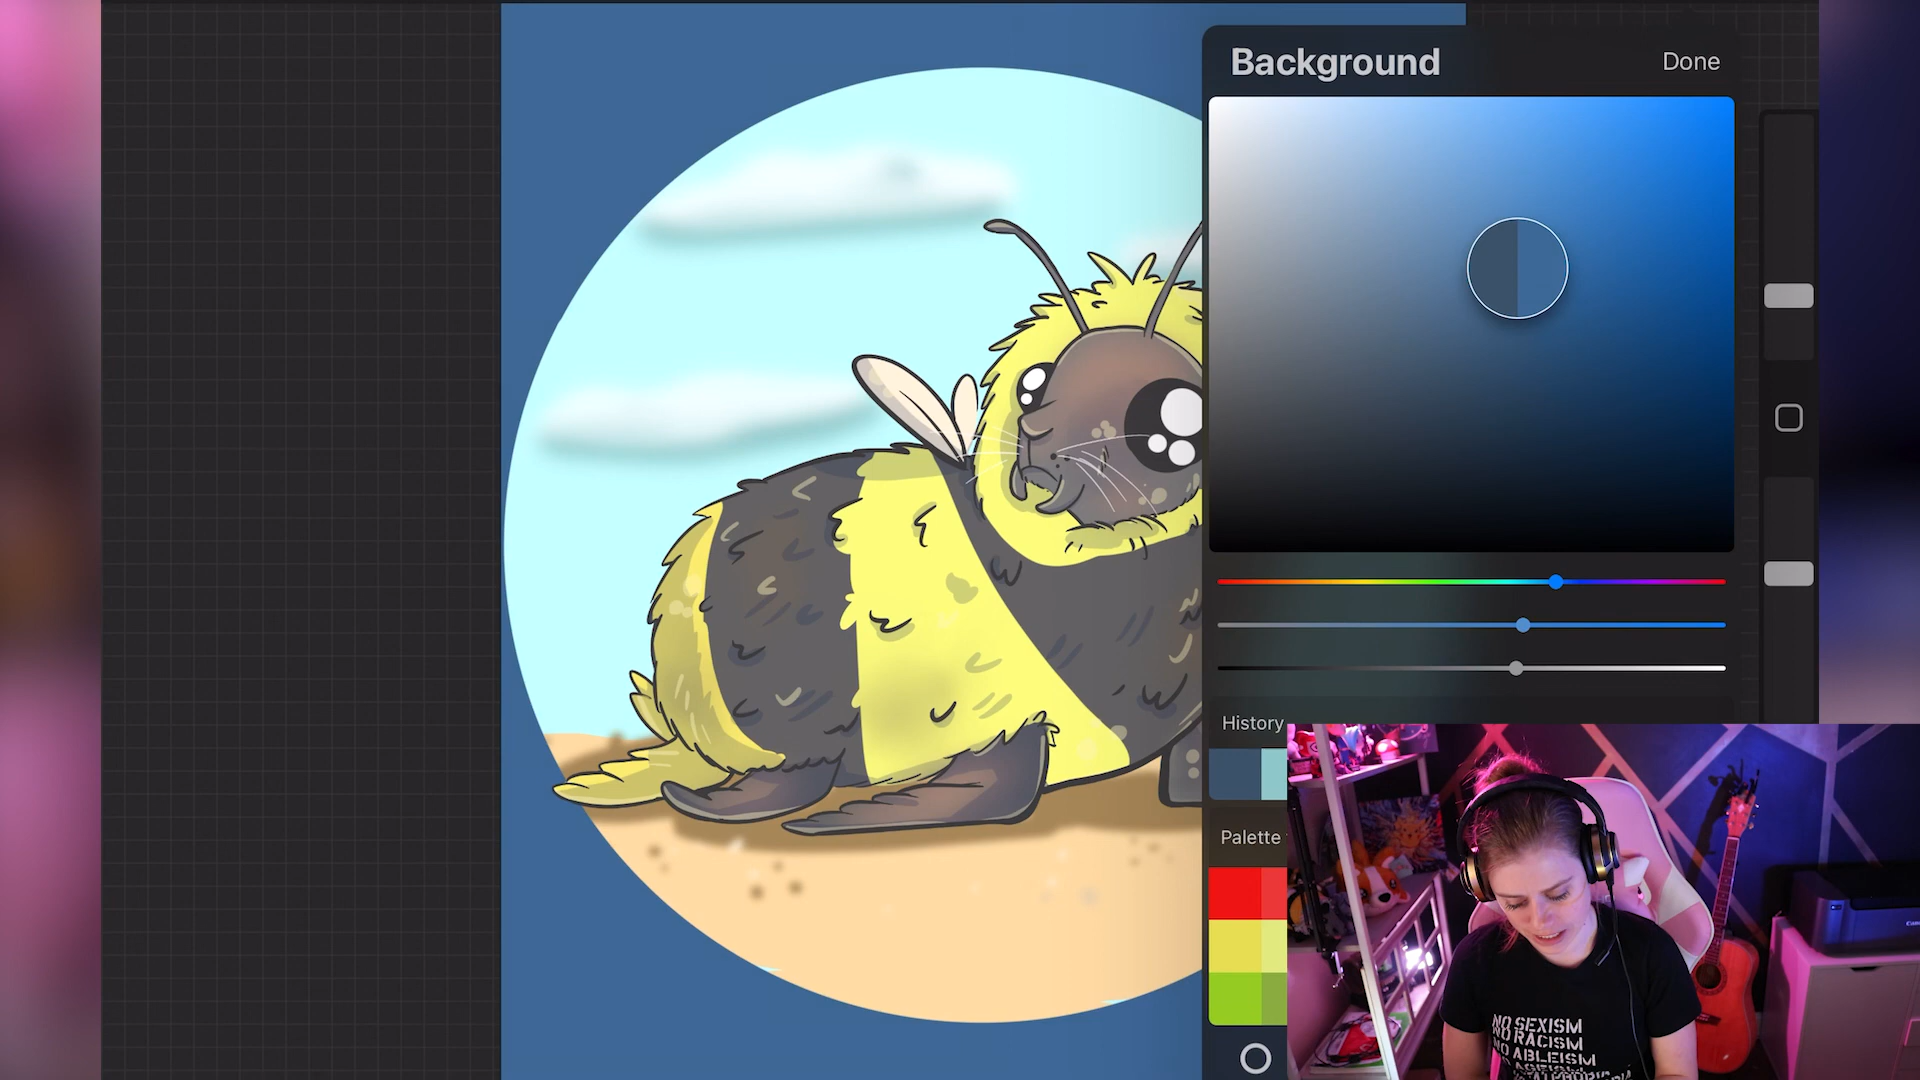 Background
Done
History
Palette
NO SEXISM
NO RACISM
NO ABLEISM